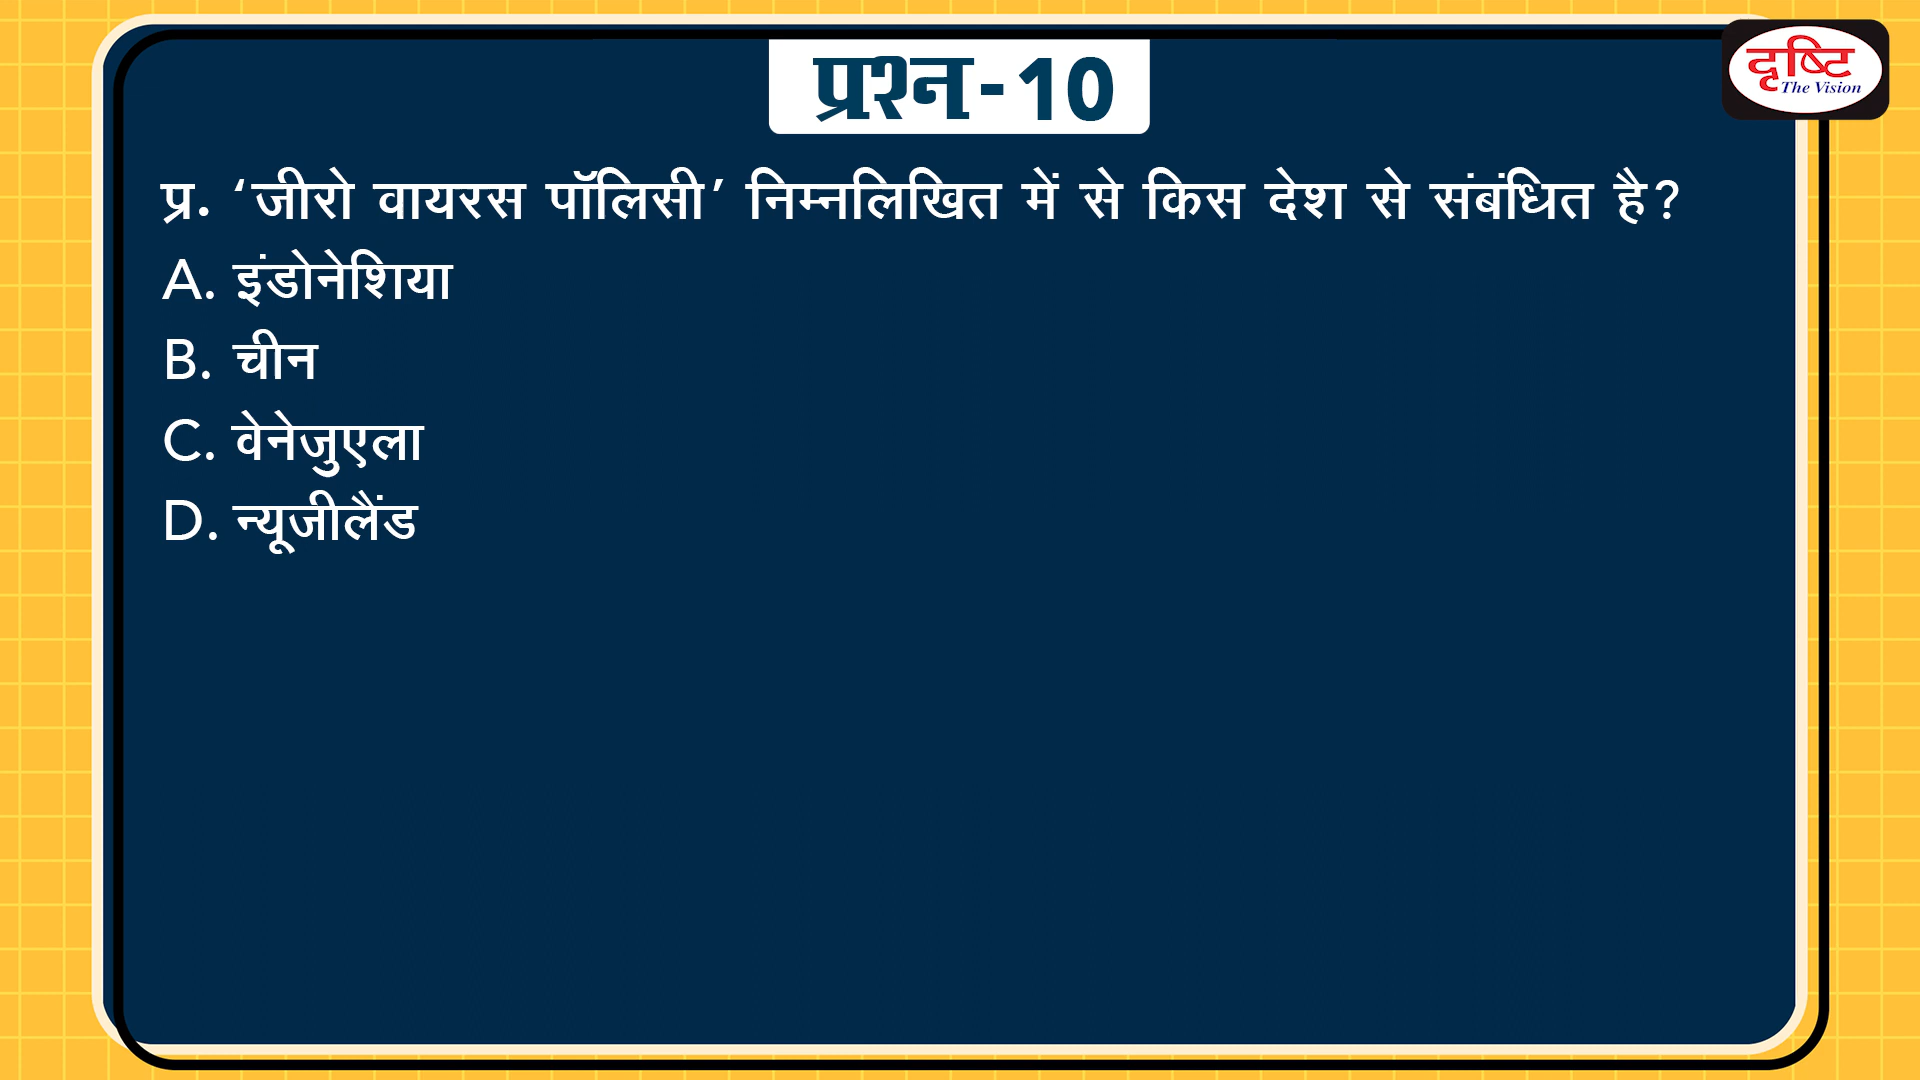 प्रश्न-10
दृष्टि
The Vision
प्र. ‘जीरो वायरस पॉलिसी’ निम्नलिखित में से किस देश से संबंधित है?
A. इंडोनेशिया
B. चीन
C. वेनेजुएला
D. न्यूजीलैंड